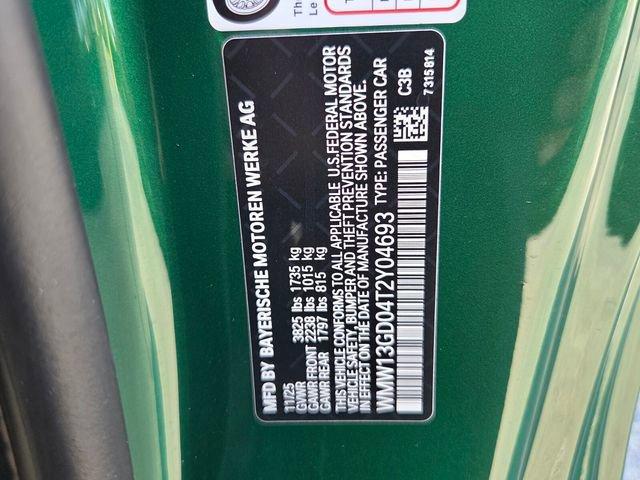 Th
Le
MFD BY BAYERISCHE MOTOREN WERKE AG
11/25
GVWR 3825 lbs 1735 kg
GAWR FRONT 2238 lbs 1015 kg
GAWR REAR 1797 lbs 815 kg
THIS VEHICLE CONFORMS TO ALL APPLICABLE U.S. FEDERAL MOTOR
VEHICLE SAFETY, BUMPER AND THEFT PREVENTION STANDARDS
IN EFFECT ON THE DATE OF MANUFACTURE SHOWN ABOVE.
WMW13GD04T2Y04693 TYPE: PASSENGER CAR
C3B
7315814